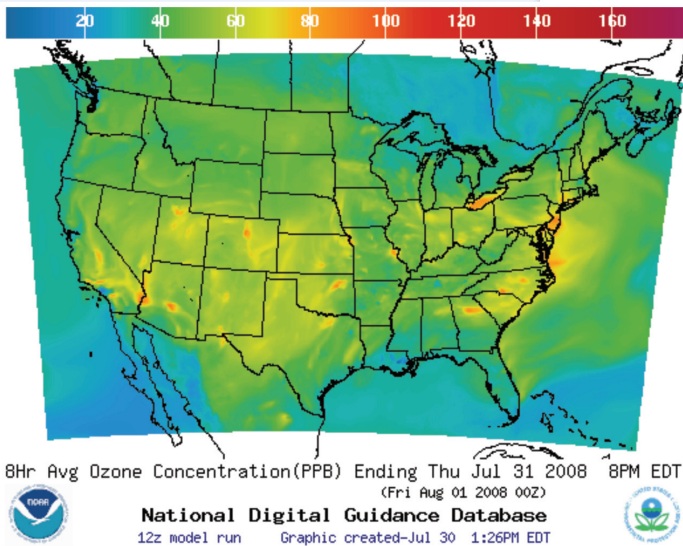 20 40 60 80 100 120 140 160
8Hr Avg Ozone Concentration(PPB) Ending Thu Jul 31 2008 8PM EDT
(Fri Aug 01 2008 00Z)
NOAA
National Digital Guidance Database
12z model run Graphic created-Jul 30 1:26PM EDT